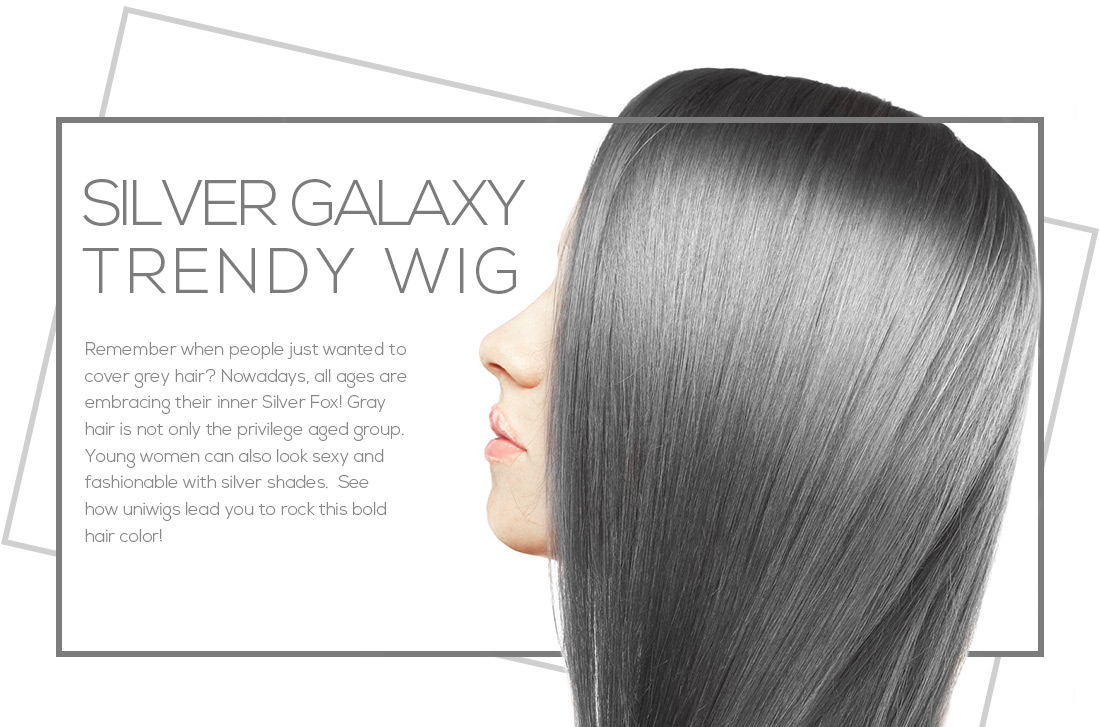 SILVER GALAXY
TRENDY WIG
Remember when people just wanted to
cover grey hair? Nowadays, all ages are
embracing their inner Silver Fox! Gray
hair is not only the privilege aged group.
Young women can also look sexy and
fashionable with silver shades.  See
how uniwigs lead you to rock this bold
hair color!